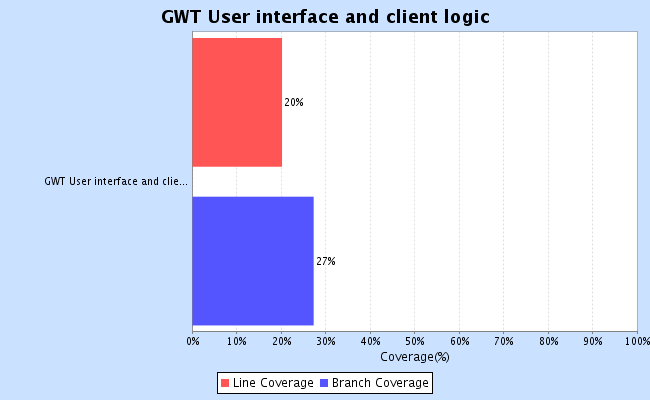 GWT User interface and client logic
20%
GWT User interface and clie...
27%
0% 10% 20% 30% 40% 50% 60% 70% 80% 90% 100%
Coverage(%)
Line Coverage Branch Coverage